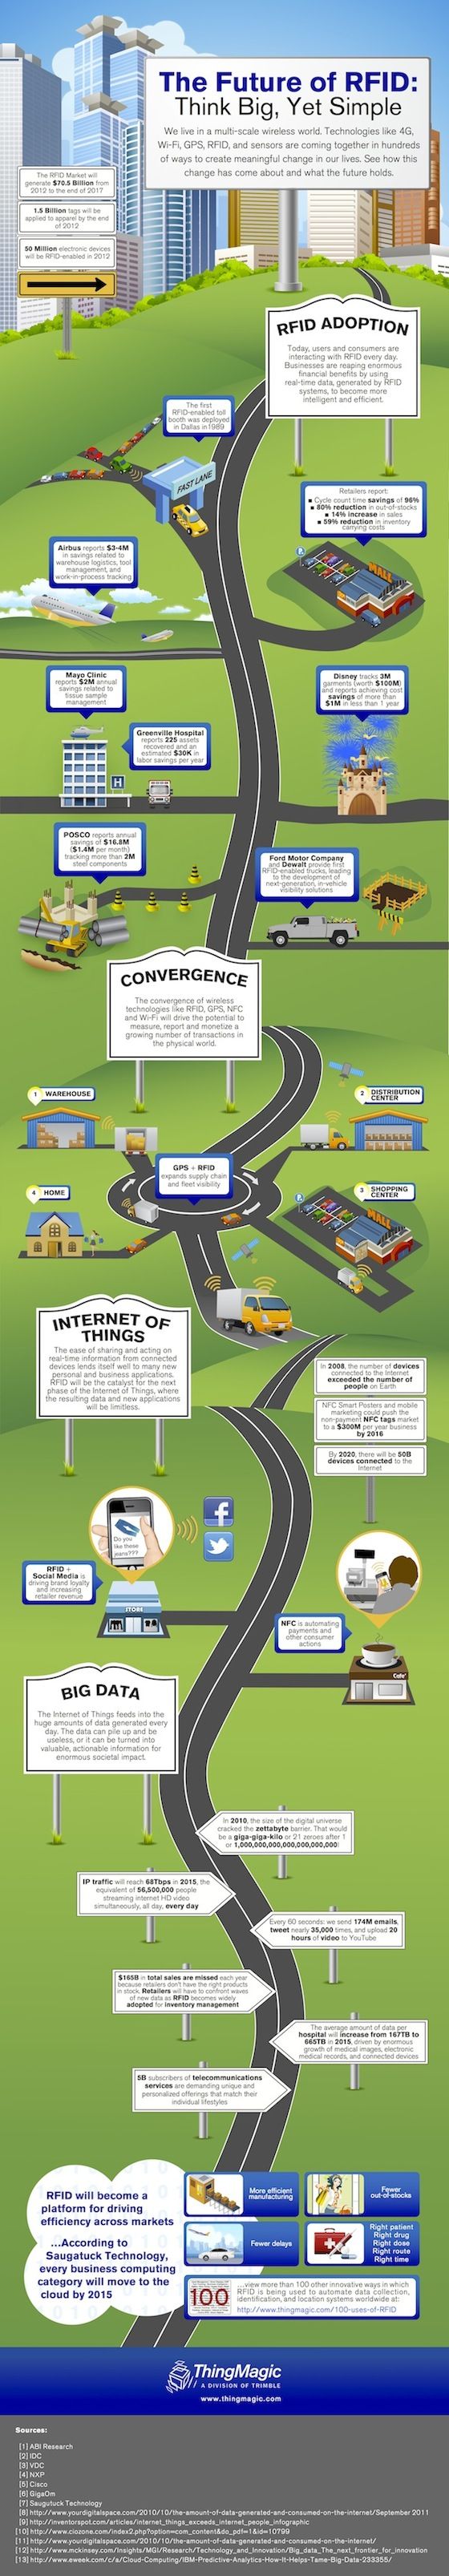 The Future of RFID:
Think Big, Yet Simple
We live in a multi-scale wireless world. Technologies like 4G,
Wi-Fi, GPS, RFID, and sensors are coming together in hundreds
of ways to create meaningful change in our lives. See how this
change has come about and what the future holds.
The RFID Market will
generate $70.5 Billion from
2012 to the end of 2017
1.5 Billion tags will be
applied to apparel by the end
of 2012
50 Million electronic devices
will be RFID-enabled in 2012
RFID ADOPTION
Today, users and consumers are
interacting with RFID every day.
Businesses are reaping enormous
financial benefits by using
real-time data, generated by RFID
systems, to become more
intelligent and efficient.
The first
RFID-enabled toll
booth was deployed
in Dallas in 1989
FAST LANE
Retailers report:
▪ Cycle count time savings of 96%
▪ 80% reduction in out-of-stocks
▪ 14% increase in sales
▪ 59% reduction in inventory
carrying costs
MALL
Airbus reports $3-4M
in savings related to
warehouse logistics, tool
management, and
work-in-process tracking
Mayo Clinic
reports $2M annual
savings related to
tissue sample
management
Disney tracks 3M
garments (worth $100M)
and reports achieving cost
savings of more than
$1M in less than 1 year
Greenville Hospital
reports 225 assets
recovered and an
estimated $30K in
labor savings per year
H
POSCO reports annual
savings of $16.8M
($1.4M per month)
tracking more than 2M
steel components
Ford Motor Company
and Dewalt provide first
RFID-enabled trucks, leading
to the development of
next-generation, in-vehicle
visibility solutions
CONVERGENCE
The convergence of wireless
technologies like RFID, GPS, NFC
and Wi-Fi will drive the potential to
measure, report and monetize a
growing number of transactions in
the physical world.
1 WAREHOUSE
2 DISTRIBUTION
CENTER
GPS + RFID
expands supply chain
and fleet visibility
4 HOME
3 SHOPPING
CENTER
MALL
INTERNET OF
THINGS
The ease of sharing and acting on
real-time information from connected
devices lends itself well to many new
personal and business applications.
RFID will be the catalyst for the next
phase of the Internet of Things, where
the resulting data and new applications
will be limitless.
In 2008, the number of devices
connected to the Internet
exceeded the number of
people on Earth
NFC Smart Posters and mobile
marketing could push the
non-payment NFC tags market
to a $300M per year business
by 2016
By 2020, there will be 50B
devices connected to the
Internet
Do you
like these
jeans???
RFID +
Social Media is
driving brand loyalty
and increasing
retailer revenue
STORE
NFC is automating
payments and
other consumer
actions
Cafe'
BIG DATA
The Internet of Things feeds into the
huge amounts of data generated every
day. The data can pile up and be
useless, or it can be turned into
valuable, actionable information for
enormous societal impact.
In 2010, the size of the digital universe
cracked the zettabyte barrier. That would
be a giga-giga-kilo or 21 zeroes after 1
or 1,000,000,000,000,000,000,000!
IP traffic will reach 68Tbps in 2015, the
equivalent of 56,500,000 people
streaming internet HD video
simultaneously, all day, every day
Every 60 seconds: we send 174M emails,
tweet nearly 35,000 times, and upload 20
hours of video to YouTube
$165B in total sales are missed each year
because retailers don't have the right products
in stock. Retailers will have to confront waves
of new data as RFID becomes widely
adopted for inventory management
The average amount of data per
hospital will increase from 167TB to
665TB in 2015, driven by enormous
growth of medical images, electronic
medical records, and connected devices
5B subscribers of telecommunications
services are demanding unique and
personalized offerings that match their
individual lifestyles
RFID will become a
platform for driving
efficiency across markets
...According to
Saugatuck Technology,
every business computing
category will move to the
cloud by 2015
More efficient
manufacturing
Fewer
out-of-stocks
Fewer delays
Right patient
Right drug
Right dose
Right route
Right time
100
...view more than 100 other innovative ways in which
RFID is being used to automate data collection,
identification, and location systems worldwide at:
http://www.thingmagic.com/100-uses-of-RFID
ThingMagic
A DIVISION OF TRIMBLE
www.thingmagic.com
Sources:
[1] ABI Research
[2] IDC
[3] VDC
[4] NXP
[5] Cisco
[6] GigaOm
[7] Saugutuck Technology
[8] http://www.yourdigitalspace.com/2010/10/the-amount-of-data-generated-and-consumed-on-the-internet/September 2011
[9] http://inventorspot.com/articles/internet_things_exceeds_internet_people_infographic
[10] http://www.ciozone.com/index2.php?option=com_content&do_pdf=1&id=10799
[11] http://www.yourdigitalspace.com/2010/10/the-amount-of-data-generated-and-consumed-on-the-internet/
[12] http://www.mckinsey.com/Insights/MGI/Research/Technology_and_Innovation/Big_data_The_next_frontier_for_innovation
[13] http://www.eweek.com/c/a/Cloud-Computing/IBM-Predictive-Analytics-How-It-Helps-Tame-Big-Data-233355/